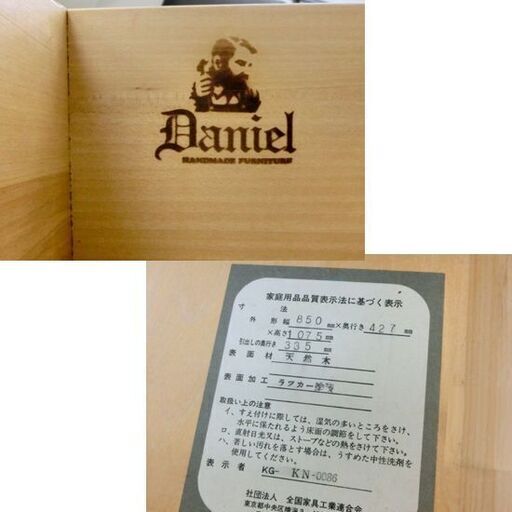 Daniel
HANDMADE FURNITURE
家庭用品品質表示法に基づく表示
寸法
外形幅 850 mm ×奥行き 427 mm
×高さ 1075 mm
引出しの奥行き 335 mm
表面材 天然木
表面加工 ラッカー塗装
取扱い上の注意
イ、すえ付けに際しては、湿気の多いところをさけ、
水平に保たれるよう床面の調節をして下さい。
ロ、直射日光又は、ストーブなどの熱をさけて下さい。
ハ、著しい汚れを落とす場合は、うすめた中性洗剤を
使用してください。
表示者 KG- KN-0086
社団法人 全国家具工業連合会
東京都中央区